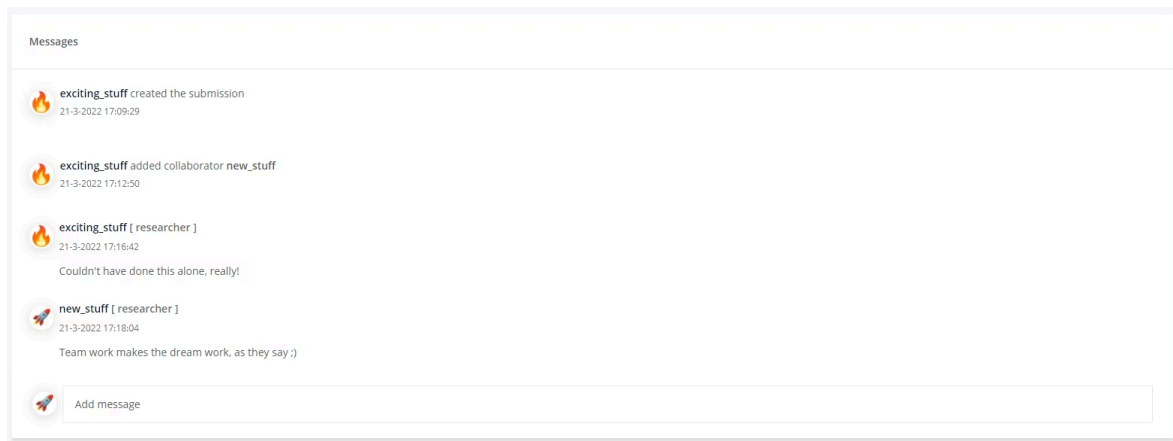 Messages
exciting_stuff created the submission
21-3-2022 17:09:29
exciting_stuff added collaborator new_stuff
21-3-2022 17:12:50
exciting_stuff [ researcher ]
21-3-2022 17:16:42
Couldn't have done this alone, really!
new_stuff [ researcher ]
21-3-2022 17:18:04
Team work makes the dream work, as they say ;)
Add message